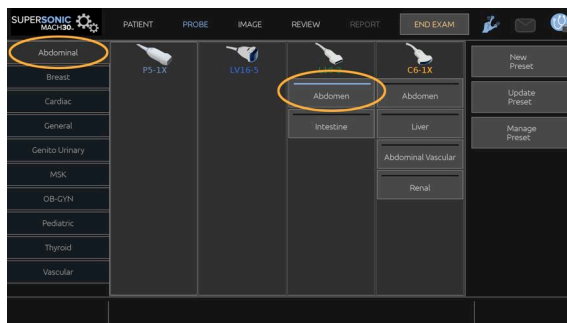 SUPERSONIC
MACH30.
PATIENT PROBE IMAGE REVIEW REPORT END EXAM
Abdominal
Breast
Cardiac
General
Genito Urinary
MSK
OB-GYN
Pediatric
Thyroid
Vascular
P5-1X LV16-5 C6-1X
Abdomen Abdomen
Intestine Liver
Abdominal Vascular
Renal
New
Preset
Update
Preset
Manage
Preset